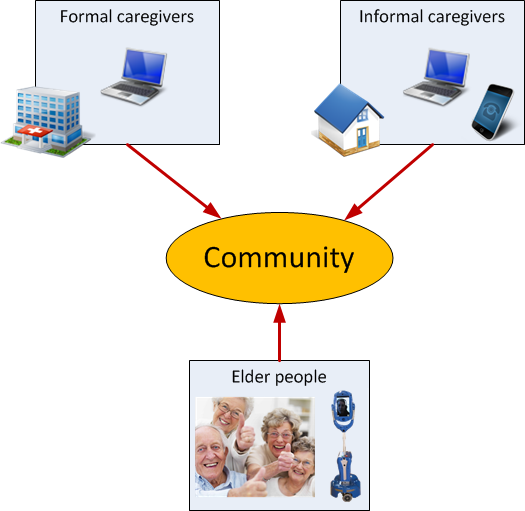 Formal caregivers
Informal caregivers
Community
Elder people